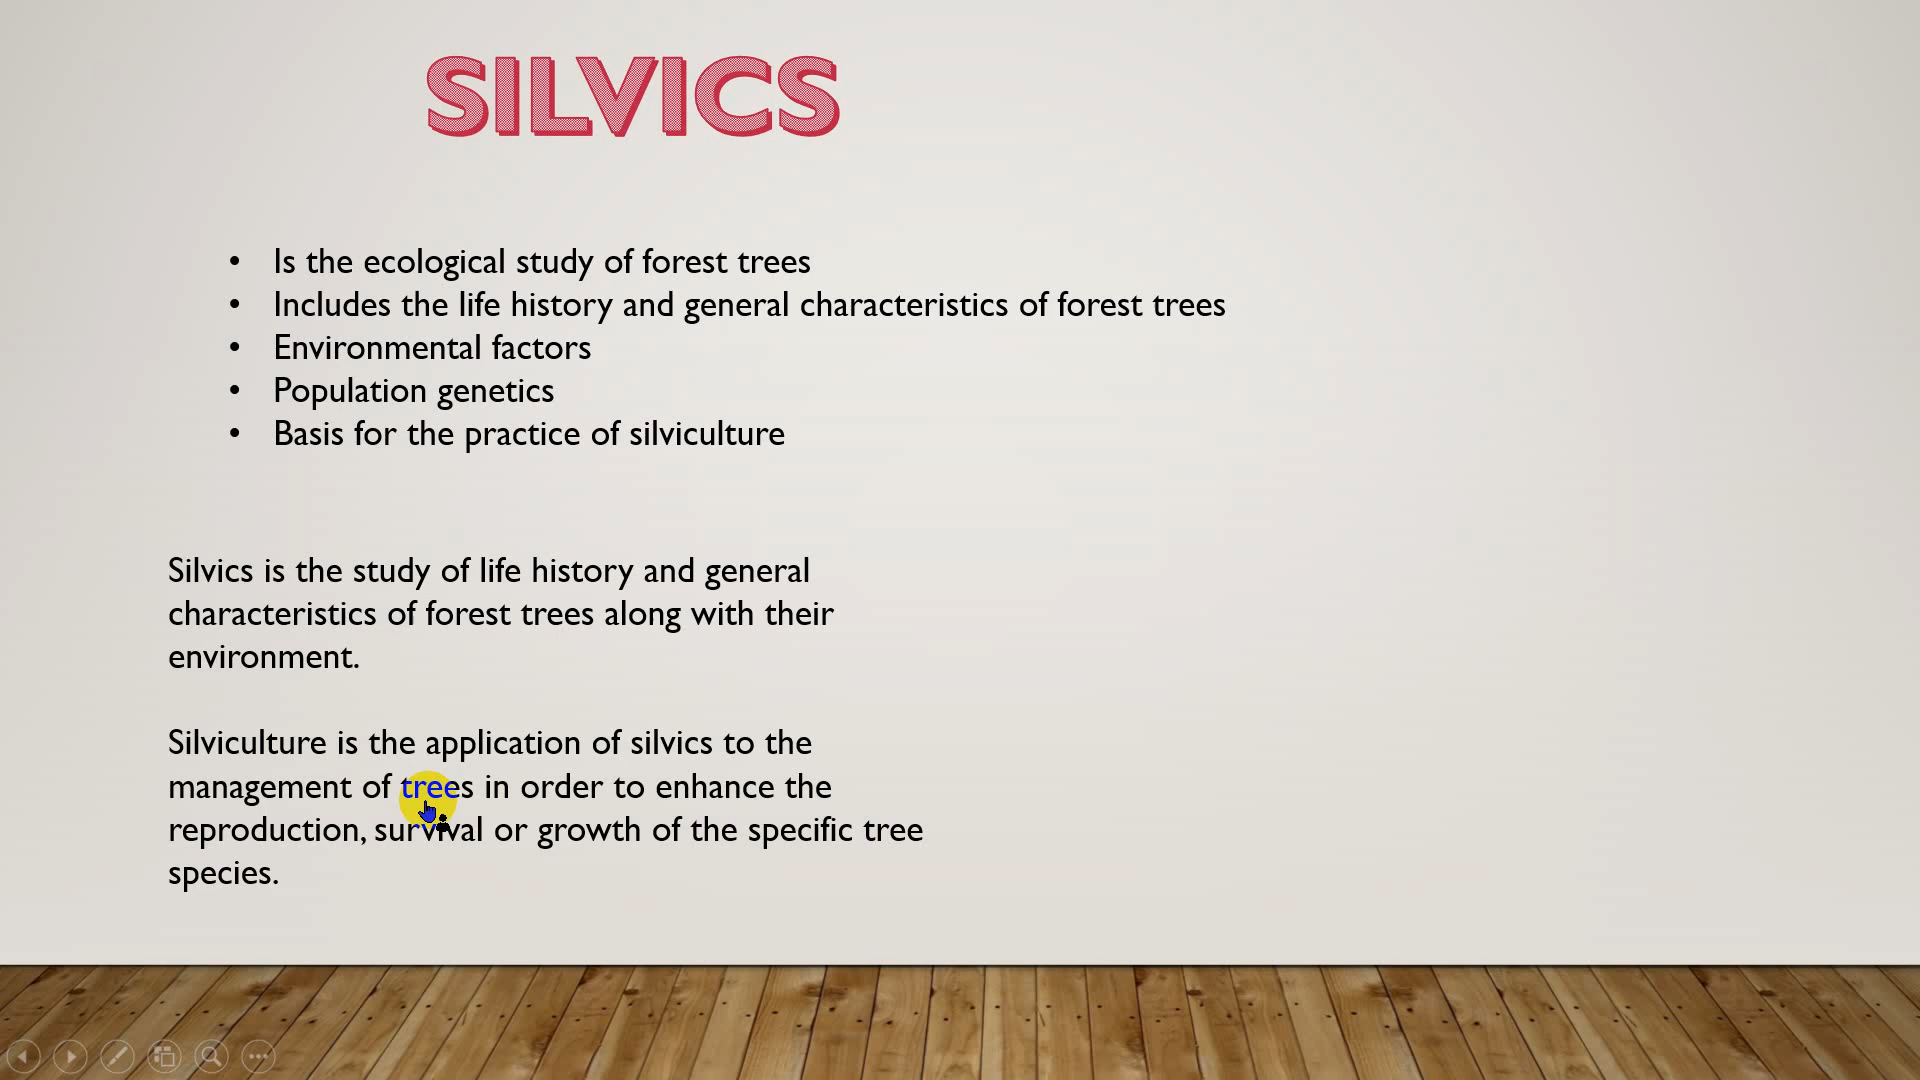 SILVICS
• Is the ecological study of forest trees
• Includes the life history and general characteristics of forest trees
• Environmental factors
• Population genetics
• Basis for the practice of silviculture
Silvics is the study of life history and general
characteristics of forest trees along with their
environment.
Silviculture is the application of silvics to the
management of trees in order to enhance the
reproduction, survival or growth of the specific tree
species.